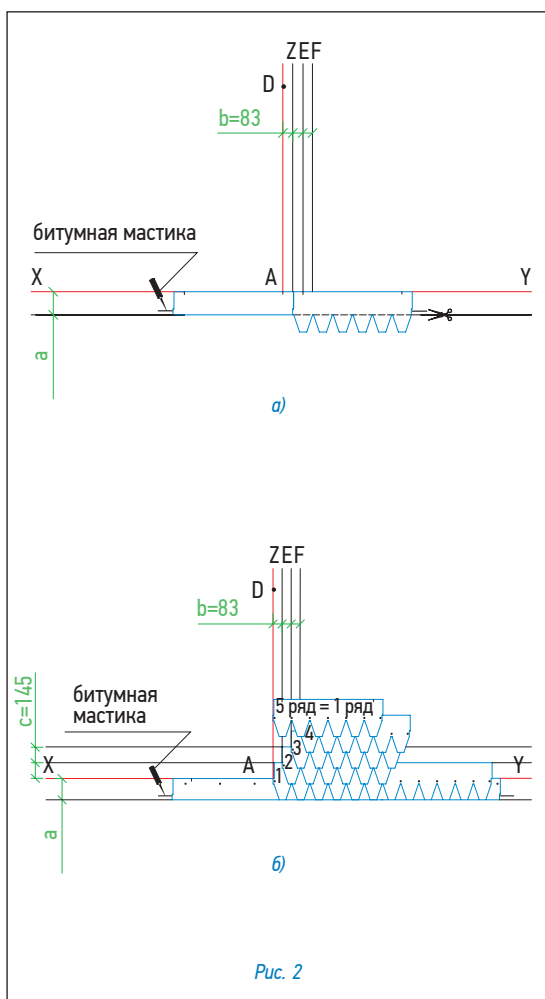 ZEF
D
b=83
битумная мастика
X
A
Y
a
а)
ZEF
D
b=83
c=145
битумная
мастика
5 ряд = 1 ряд
4
3
X
A
2
Y
1
a
б)
Рис. 2